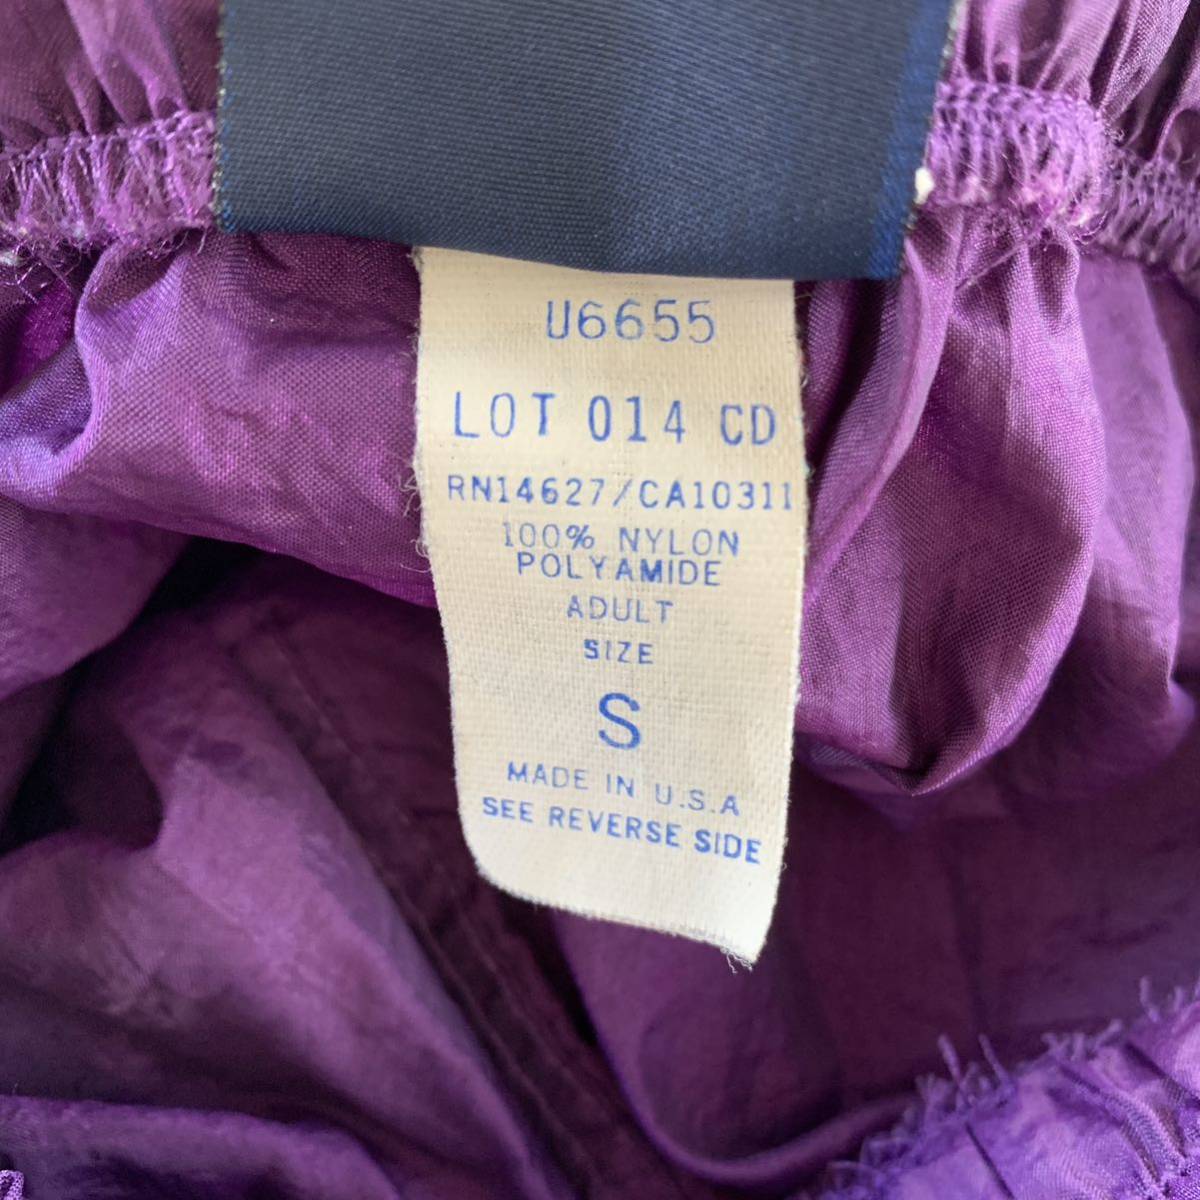 U6655
LOT 014 CD
RN14627/CA10311
100% NYLON
POLYAMIDE
ADULT
SIZE
S
MADE IN U.S.A
SEE REVERSE SIDE